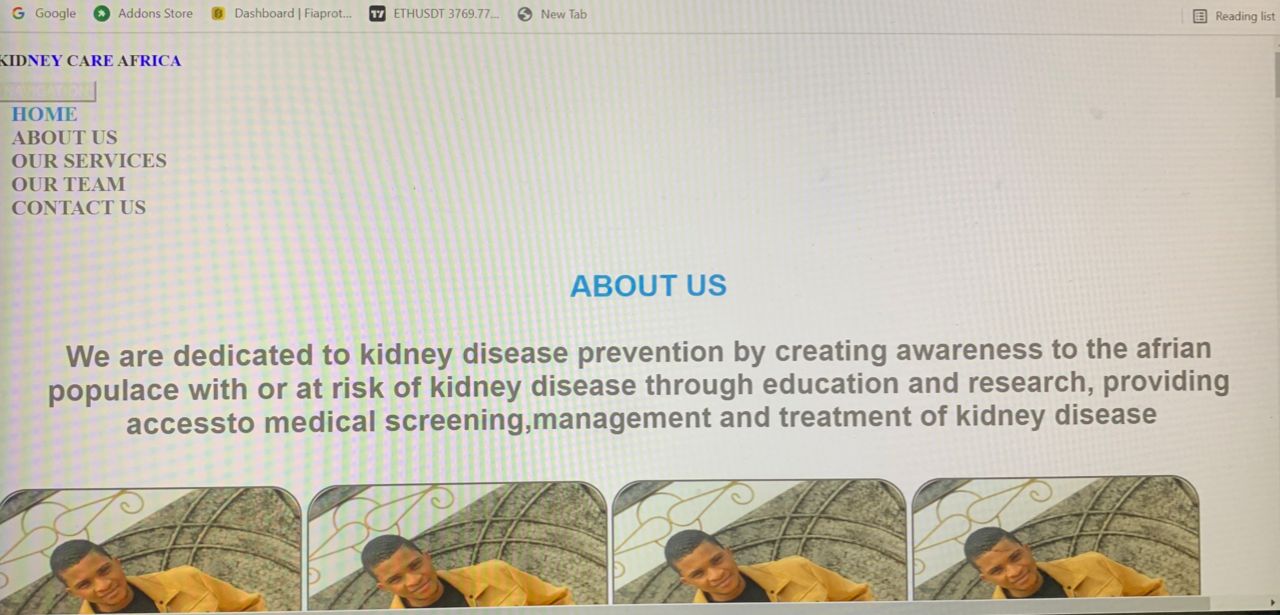 Google Addons Store Dashboard | Fiaprot... ETHUSDT 3769.77... New Tab Reading list
KIDNEY CARE AFRICA
NAVIGATION
HOME
ABOUT US
OUR SERVICES
OUR TEAM
CONTACT US
ABOUT US
We are dedicated to kidney disease prevention by creating awareness to the afrian
populace with or at risk of kidney disease through education and research, providing
accessto medical screening,management and treatment of kidney disease